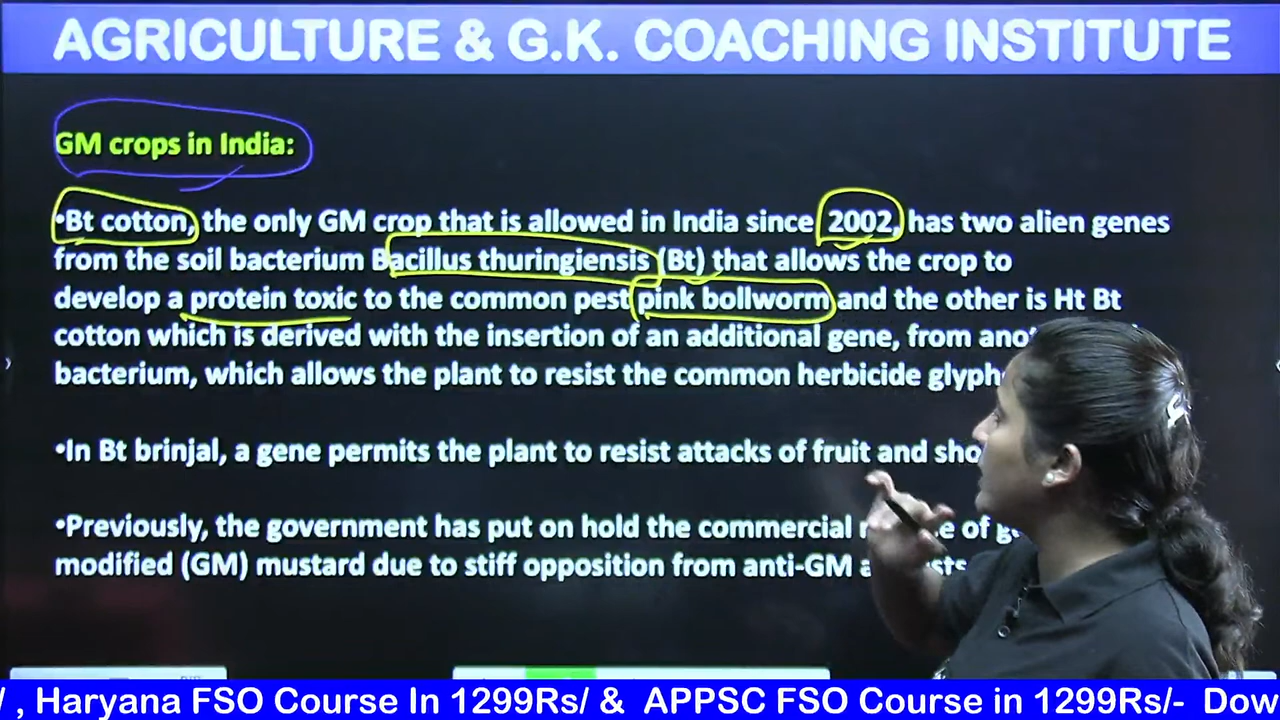 AGRICULTURE & G.K. COACHING INSTITUTE
GM crops in India:
•Bt cotton, the only GM crop that is allowed in India since 2002, has two alien genes
from the soil bacterium Bacillus thuringiensis (Bt) that allows the crop to
develop a protein toxic to the common pest pink bollworm and the other is Ht Bt
cotton which is derived with the insertion of an additional gene, from
bacterium, which allows the plant to resist the common herbicide
•In Bt brinjal, a gene permits the plant to resist attacks of fruit and
•Previously, the government has put on hold the commercial of
modified (GM) mustard due to stiff opposition from anti-GM
/ , Haryana FSO Course In 1299Rs/ & APPSC FSO Course in 1299Rs/- Dow